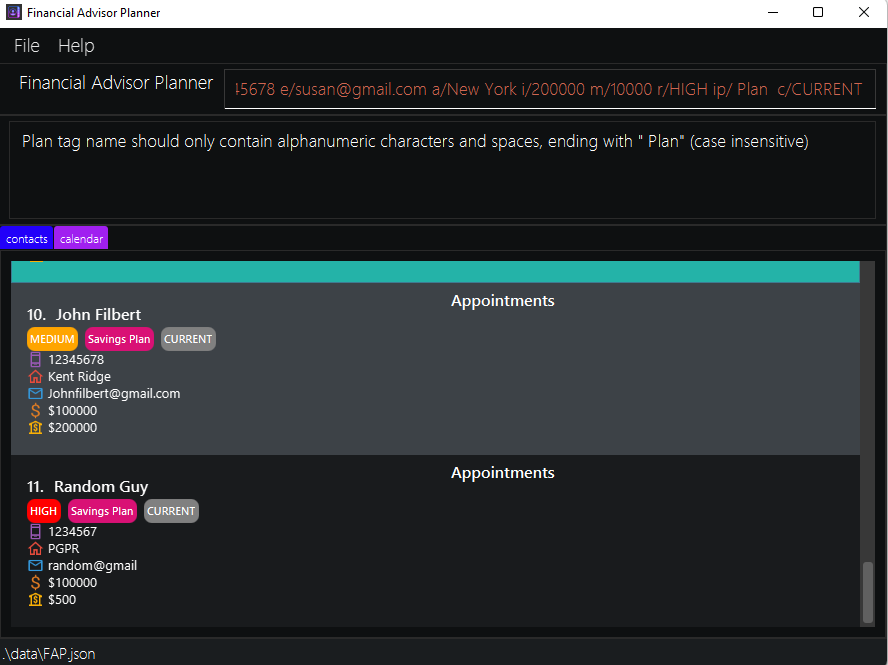 Financial Advisor Planner
File Help
Financial Advisor Planner
45678 e/susan@gmail.com a/New York i/200000 m/10000 r/HIGH ip/ Plan c/CURRENT
Plan tag name should only contain alphanumeric characters and spaces, ending with " Plan" (case insensitive)
contacts calendar
Appointments
10. John Filbert
MEDIUM Savings Plan CURRENT
12345678
Kent Ridge
Johnfilbert@gmail.com
$100000
$200000
Appointments
11. Random Guy
HIGH Savings Plan CURRENT
1234567
PGPR
random@gmail
$100000
$500
.\data\FAP.json